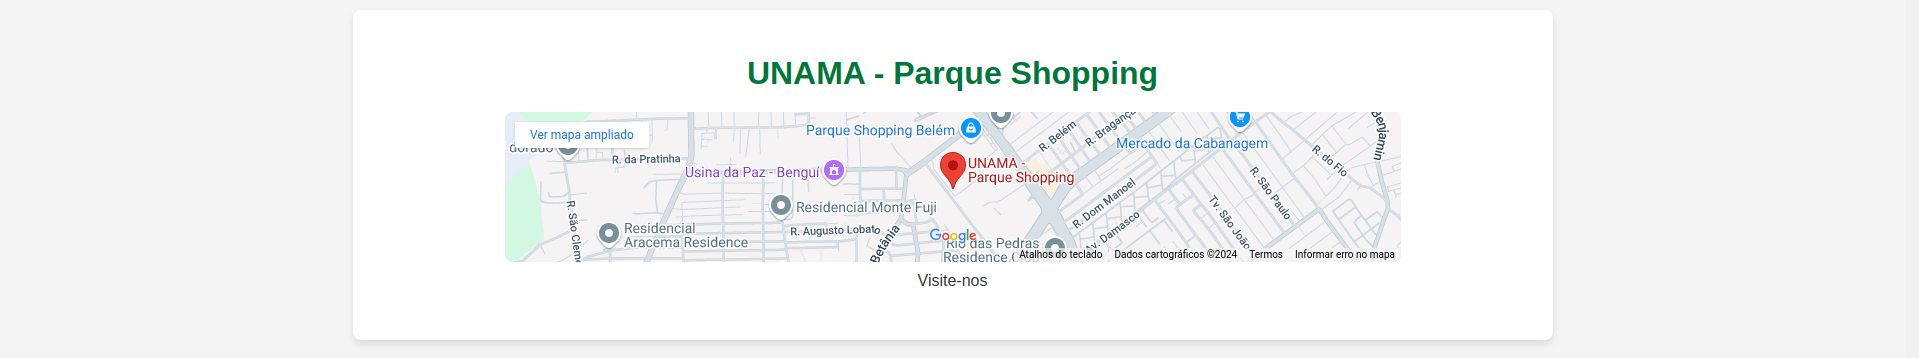 UNAMA - Parque Shopping
Ver mapa ampliado
dorado
R. da Pratinha
Parque Shopping Belém
R. Belém
R. Bragança
Mercado da Cabanagem
Benjamin
R. do Fio
Usina da Paz - Benguí
UNAMA -
Parque Shopping
R. São Paulo
R. São Cleme
Residencial Monte Fuji
R. Dom Manoel
Tv. São João
Residencial
Aracema Residence
R. Augusto Lobato
Betânia
Google
Av. Damasco
Rio das Pedras
Residence C
Atalhos do teclado
Dados cartográficos ©2024
Termos
Informar erro no mapa
Visite-nos